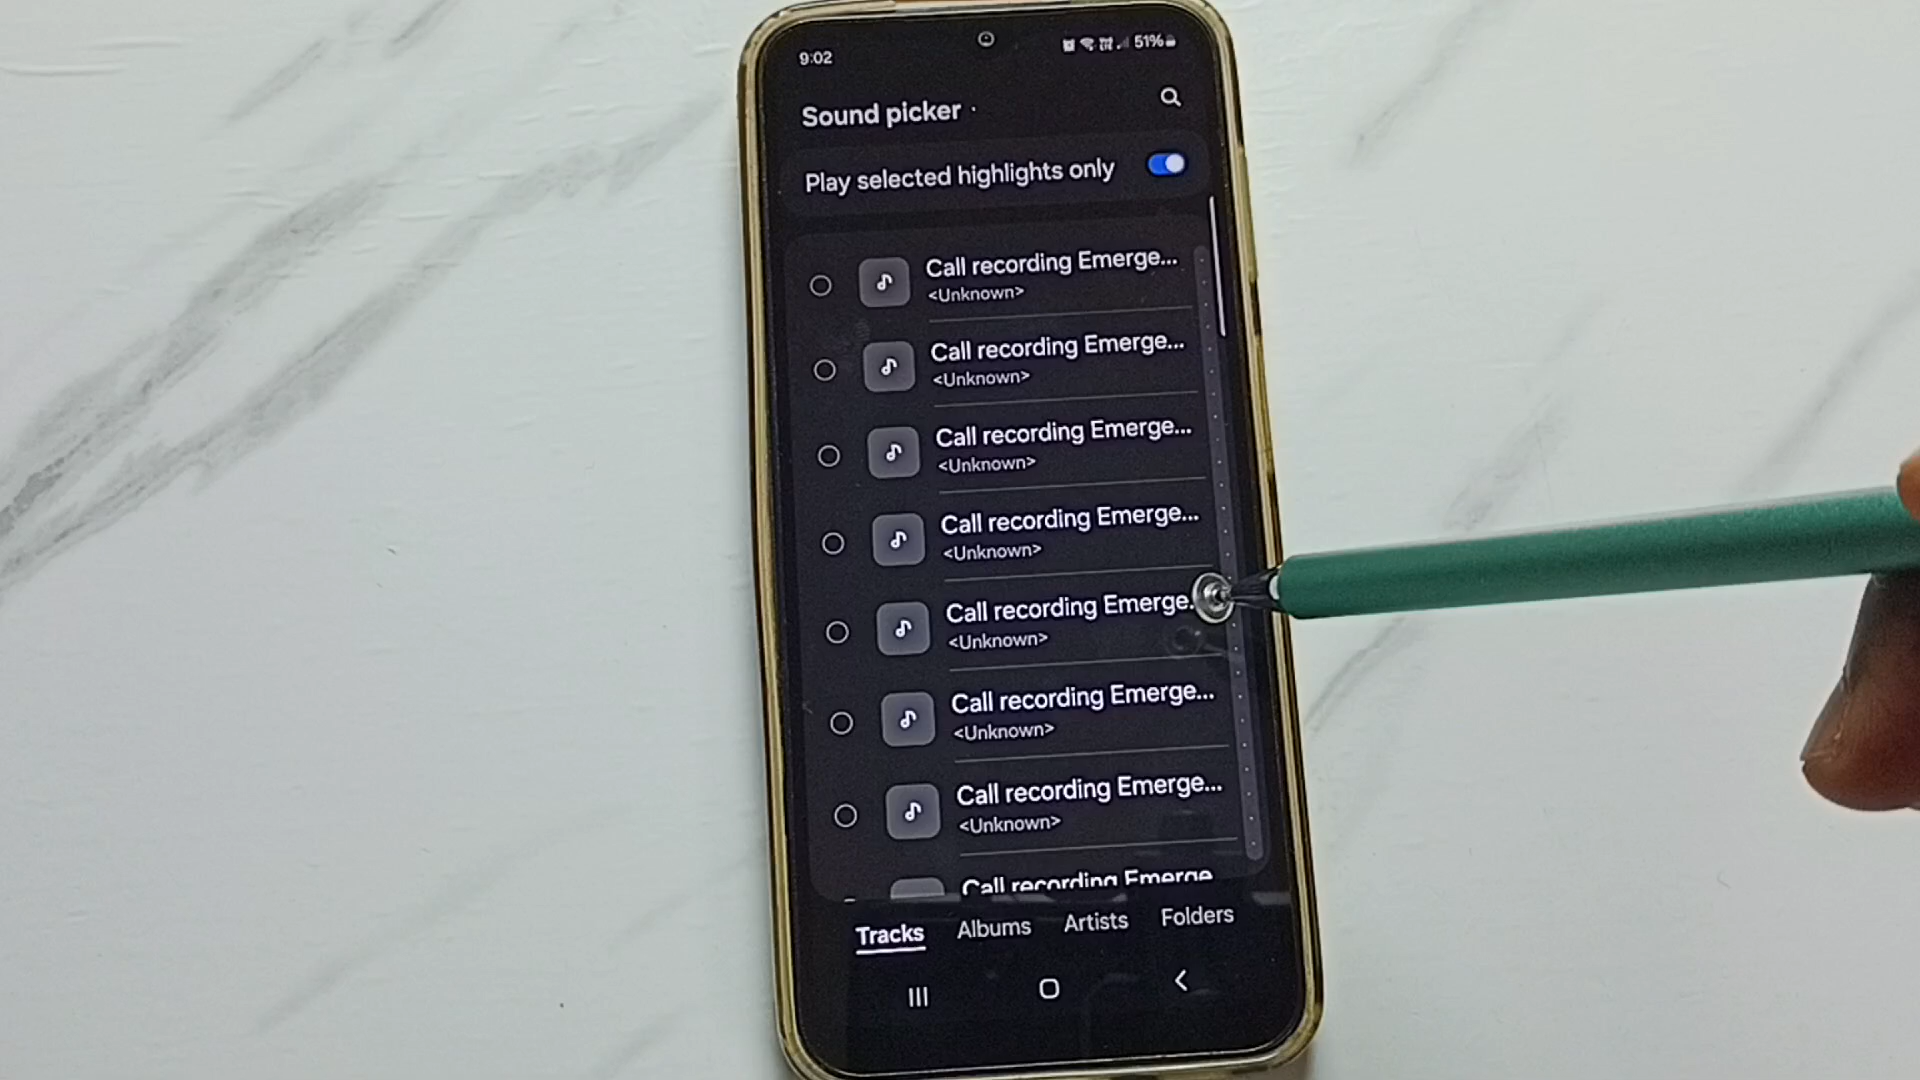 9:02
51%
Sound picker
Play selected highlights only
Call recording Emerge...
<Unknown>
Call recording Emerge...
<Unknown>
Call recording Emerge...
<Unknown>
Call recording Emerge...
<Unknown>
Call recording Emerge.
<Unknown>
Call recording Emerge...
<Unknown>
Call recording Emerge...
<Unknown>
Call recording Emerge
Tracks Albums Artists Folders